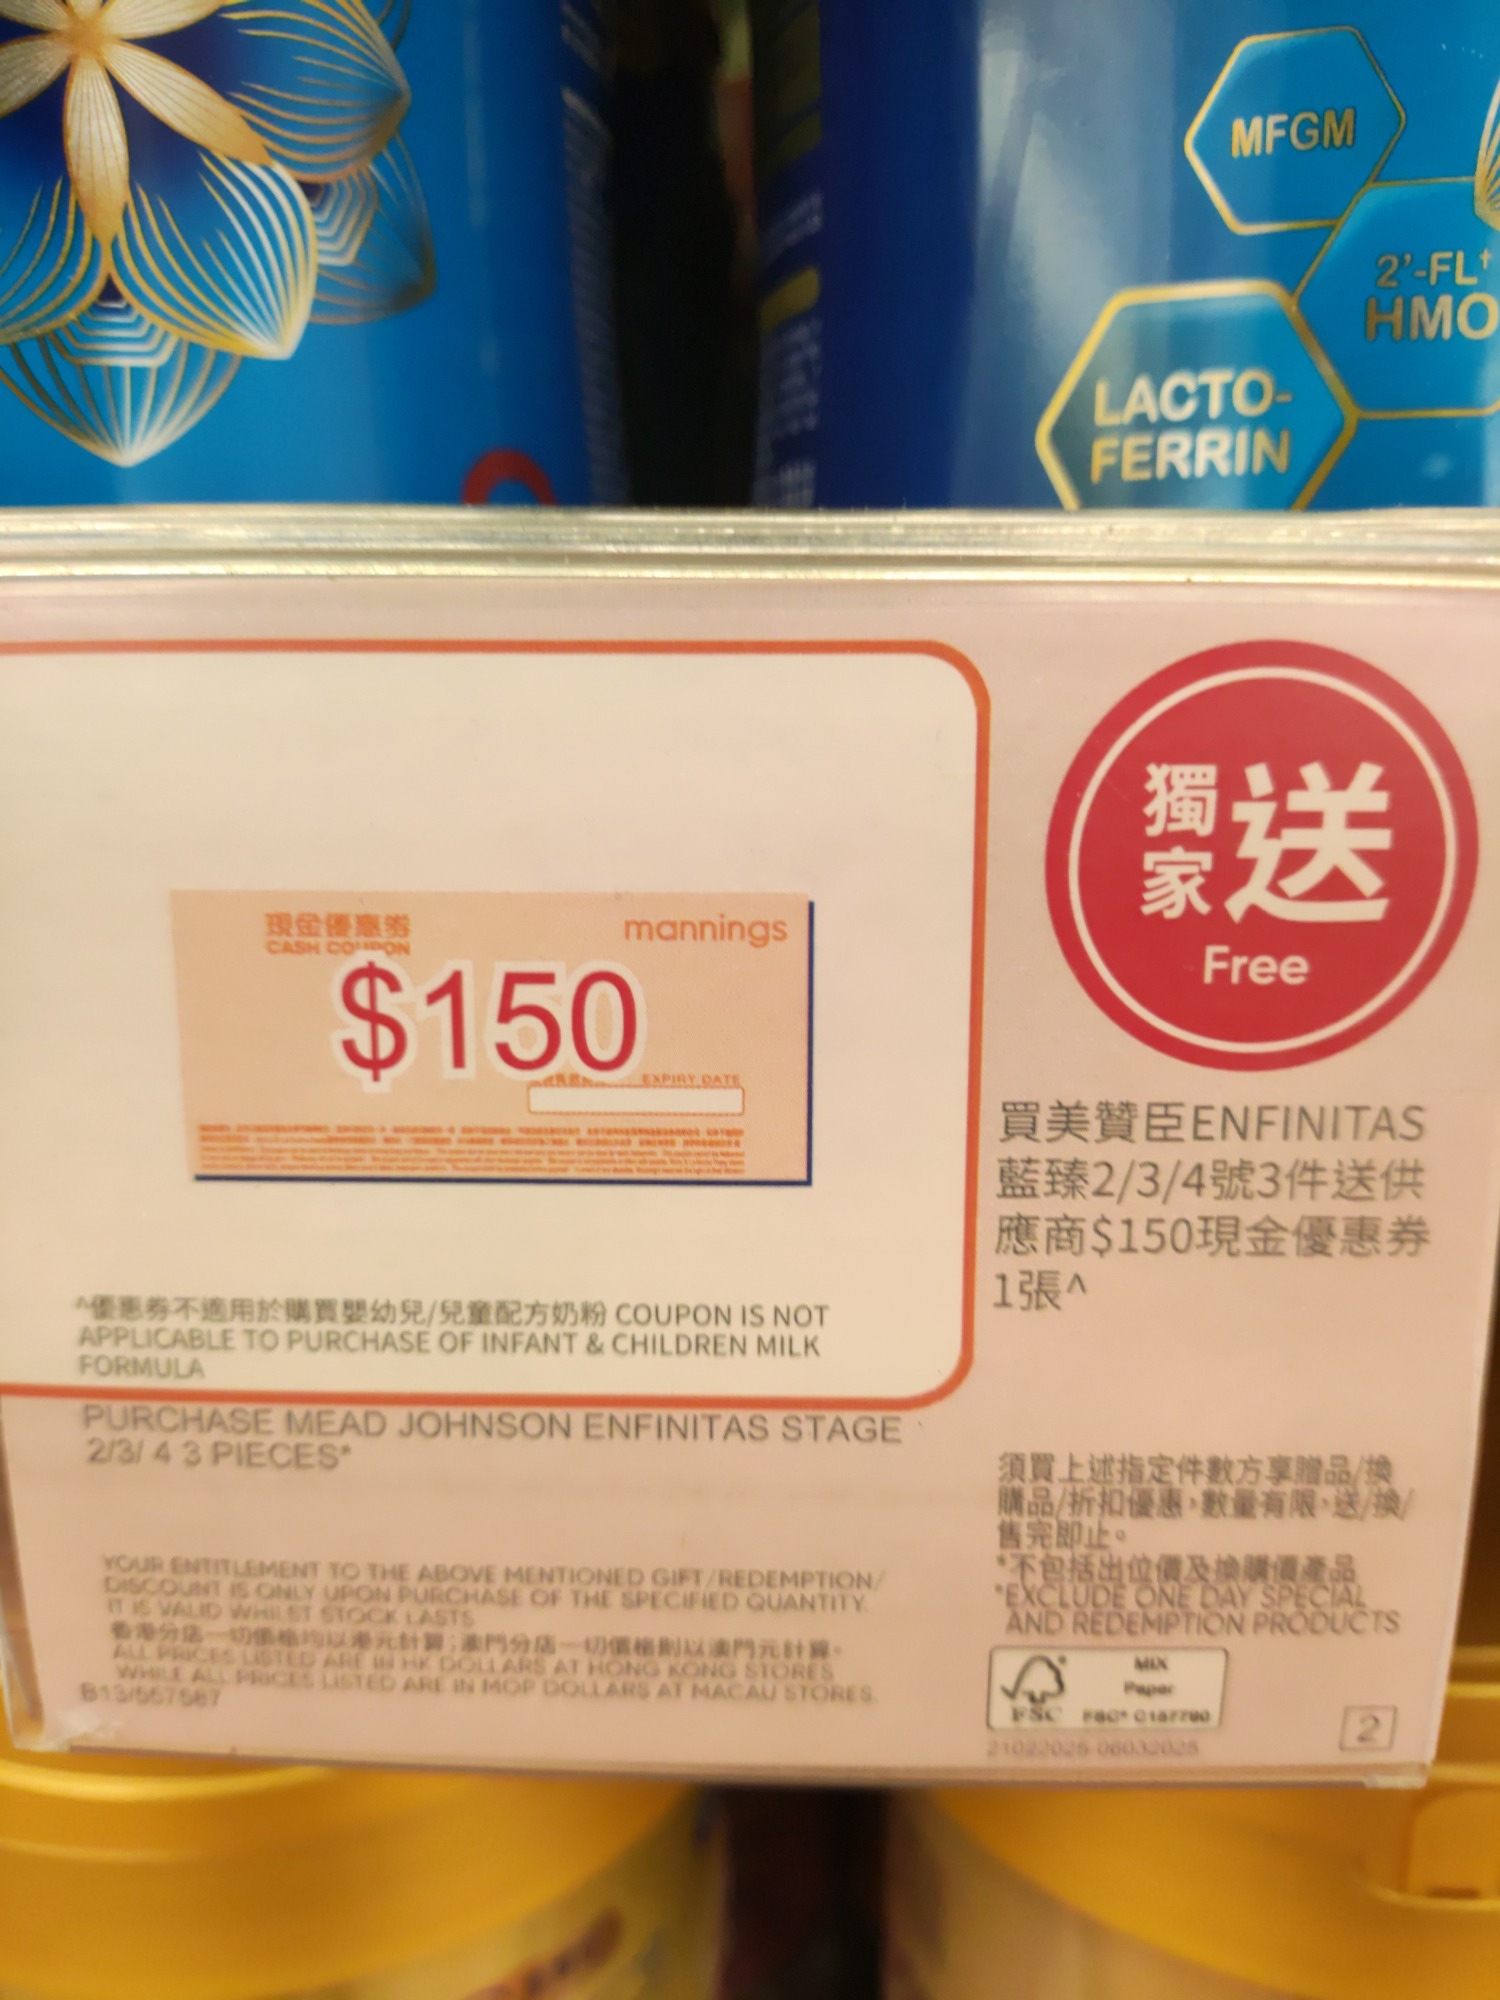 MFGM
2'-FL†
HMO
LACTO-
FERRIN
獨家送
Free
現金優惠券
CASH COUPON
mannings
$150
EXPIRY DATE
買美贊臣ENFINITAS
藍臻2/3/4號3件送供
應商$150現金優惠券
1張^
^優惠券不適用於購買嬰幼兒/兒童配方奶粉 COUPON IS NOT
APPLICABLE TO PURCHASE OF INFANT & CHILDREN MILK
FORMULA
PURCHASE MEAD JOHNSON ENFINITAS STAGE
2/3/ 4 3 PIECES*
須買上述指定件數方享贈品/換
購品/折扣優惠，數量有限，送/換/
售完即止。
*不包括出位價及換購價產品
*EXCLUDE ONE DAY SPECIAL
AND REDEMPTION PRODUCTS
YOUR ENTITLEMENT TO THE ABOVE MENTIONED GIFT/REDEMPTION/
DISCOUNT IS ONLY UPON PURCHASE OF THE SPECIFIED QUANTITY.
IT IS VALID WHILST STOCK LASTS
香港分店一切價格均以港元計算；澳門分店一切價格則以澳門元計算。
ALL PRICES LISTED ARE IN HK DOLLARS AT HONG KONG STORES
WHILE ALL PRICES LISTED ARE IN MOP DOLLARS AT MACAU STORES.
B13/557587
FSC
MIX
Paper
FSC® C157790
21022025-06032025
2